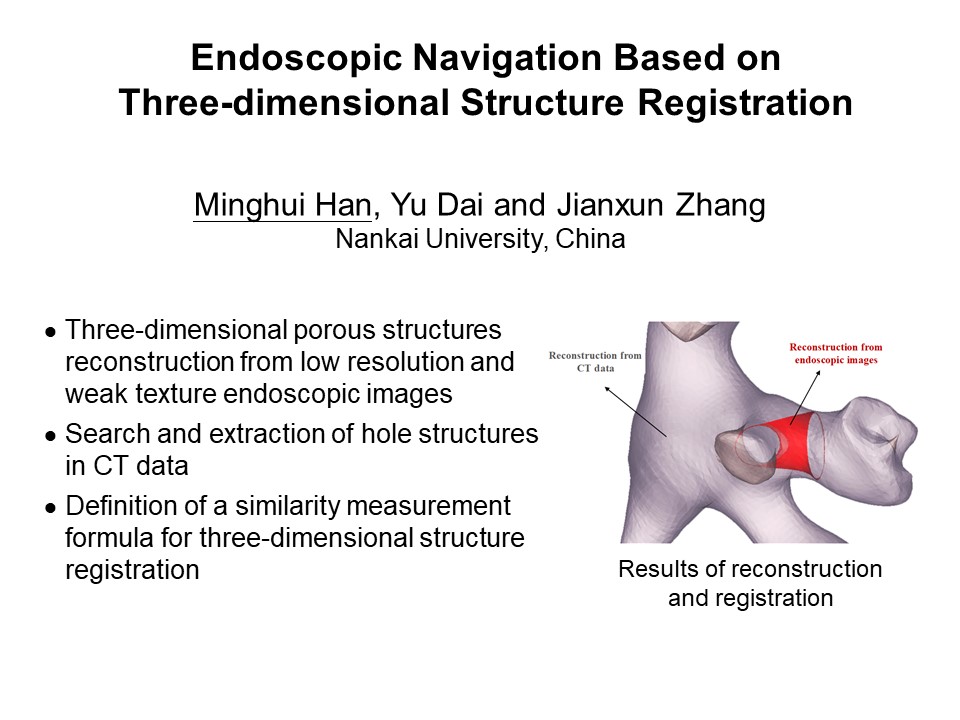 Endoscopic Navigation Based on
Three-dimensional Structure Registration
Minghui Han, Yu Dai and Jianxun Zhang
Nankai University, China
● Three-dimensional porous structures
reconstruction from low resolution and
weak texture endoscopic images
● Search and extraction of hole structures
in CT data
● Definition of a similarity measurement
formula for three-dimensional structure
registration
Reconstruction from
CT data
Reconstruction from
endoscopic images
Results of reconstruction
and registration